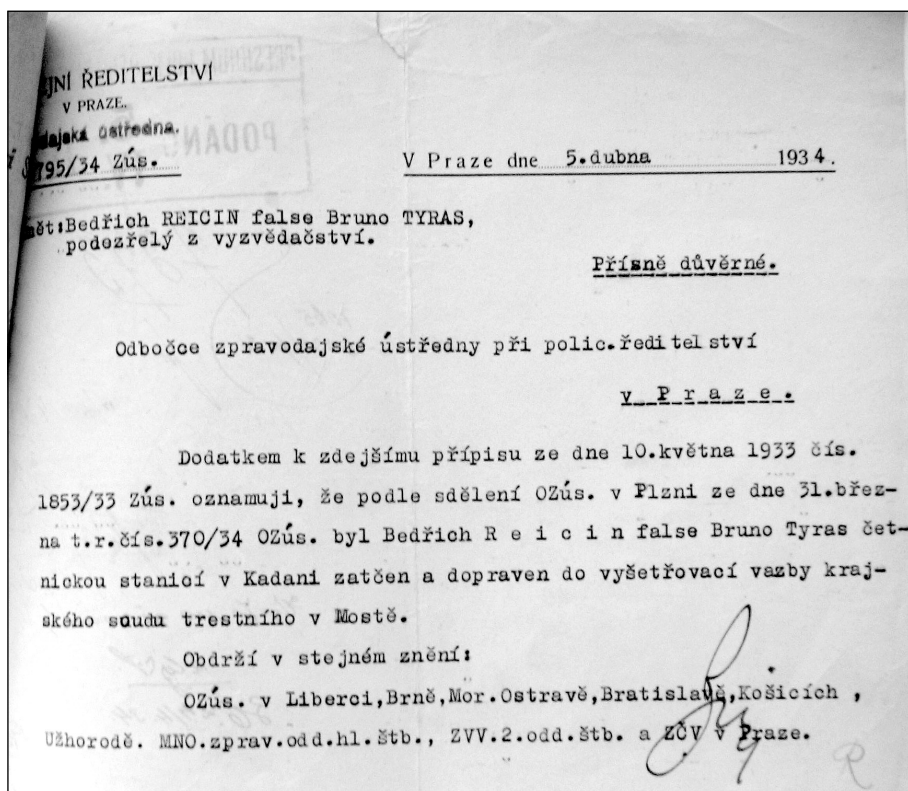 JNÍ ŘEDITELSTVÍ
V PRAZE.
dajská ústředna.
795/34 Zús.
V Praze dne 5.dubna 1934.
ět:Bedřich REICIN false Bruno TYRAS,
podezřelý z vyzvědačství.
Přísně důvěrné.
Odbočce zpravodajské ústředny při polic.ředitelství
v Praze.
Dodatkem k zdejšímu přípisu ze dne 10.května 1933 čís.
1853/33 Zús. oznamuji, že podle sdělení OZús. v Plzni ze dne 31.břez-
na t.r.čís.370/34 OZús. byl Bedřich R e i c i n false Bruno Tyras čet-
nickou stanicí v Kadani zatčen a dopraven do vyšetřovací vazby kraj-
ského soudu trestního v Mostě.
Obdrží v stejném znění:
OZús. v Liberci,Brně,Mor.Ostravě,Bratislavě,Košicích ,
Užhorodě. MNO.zprav.odd.hl.štb., ZVV.2.odd.štb. a ZČV v Praze.